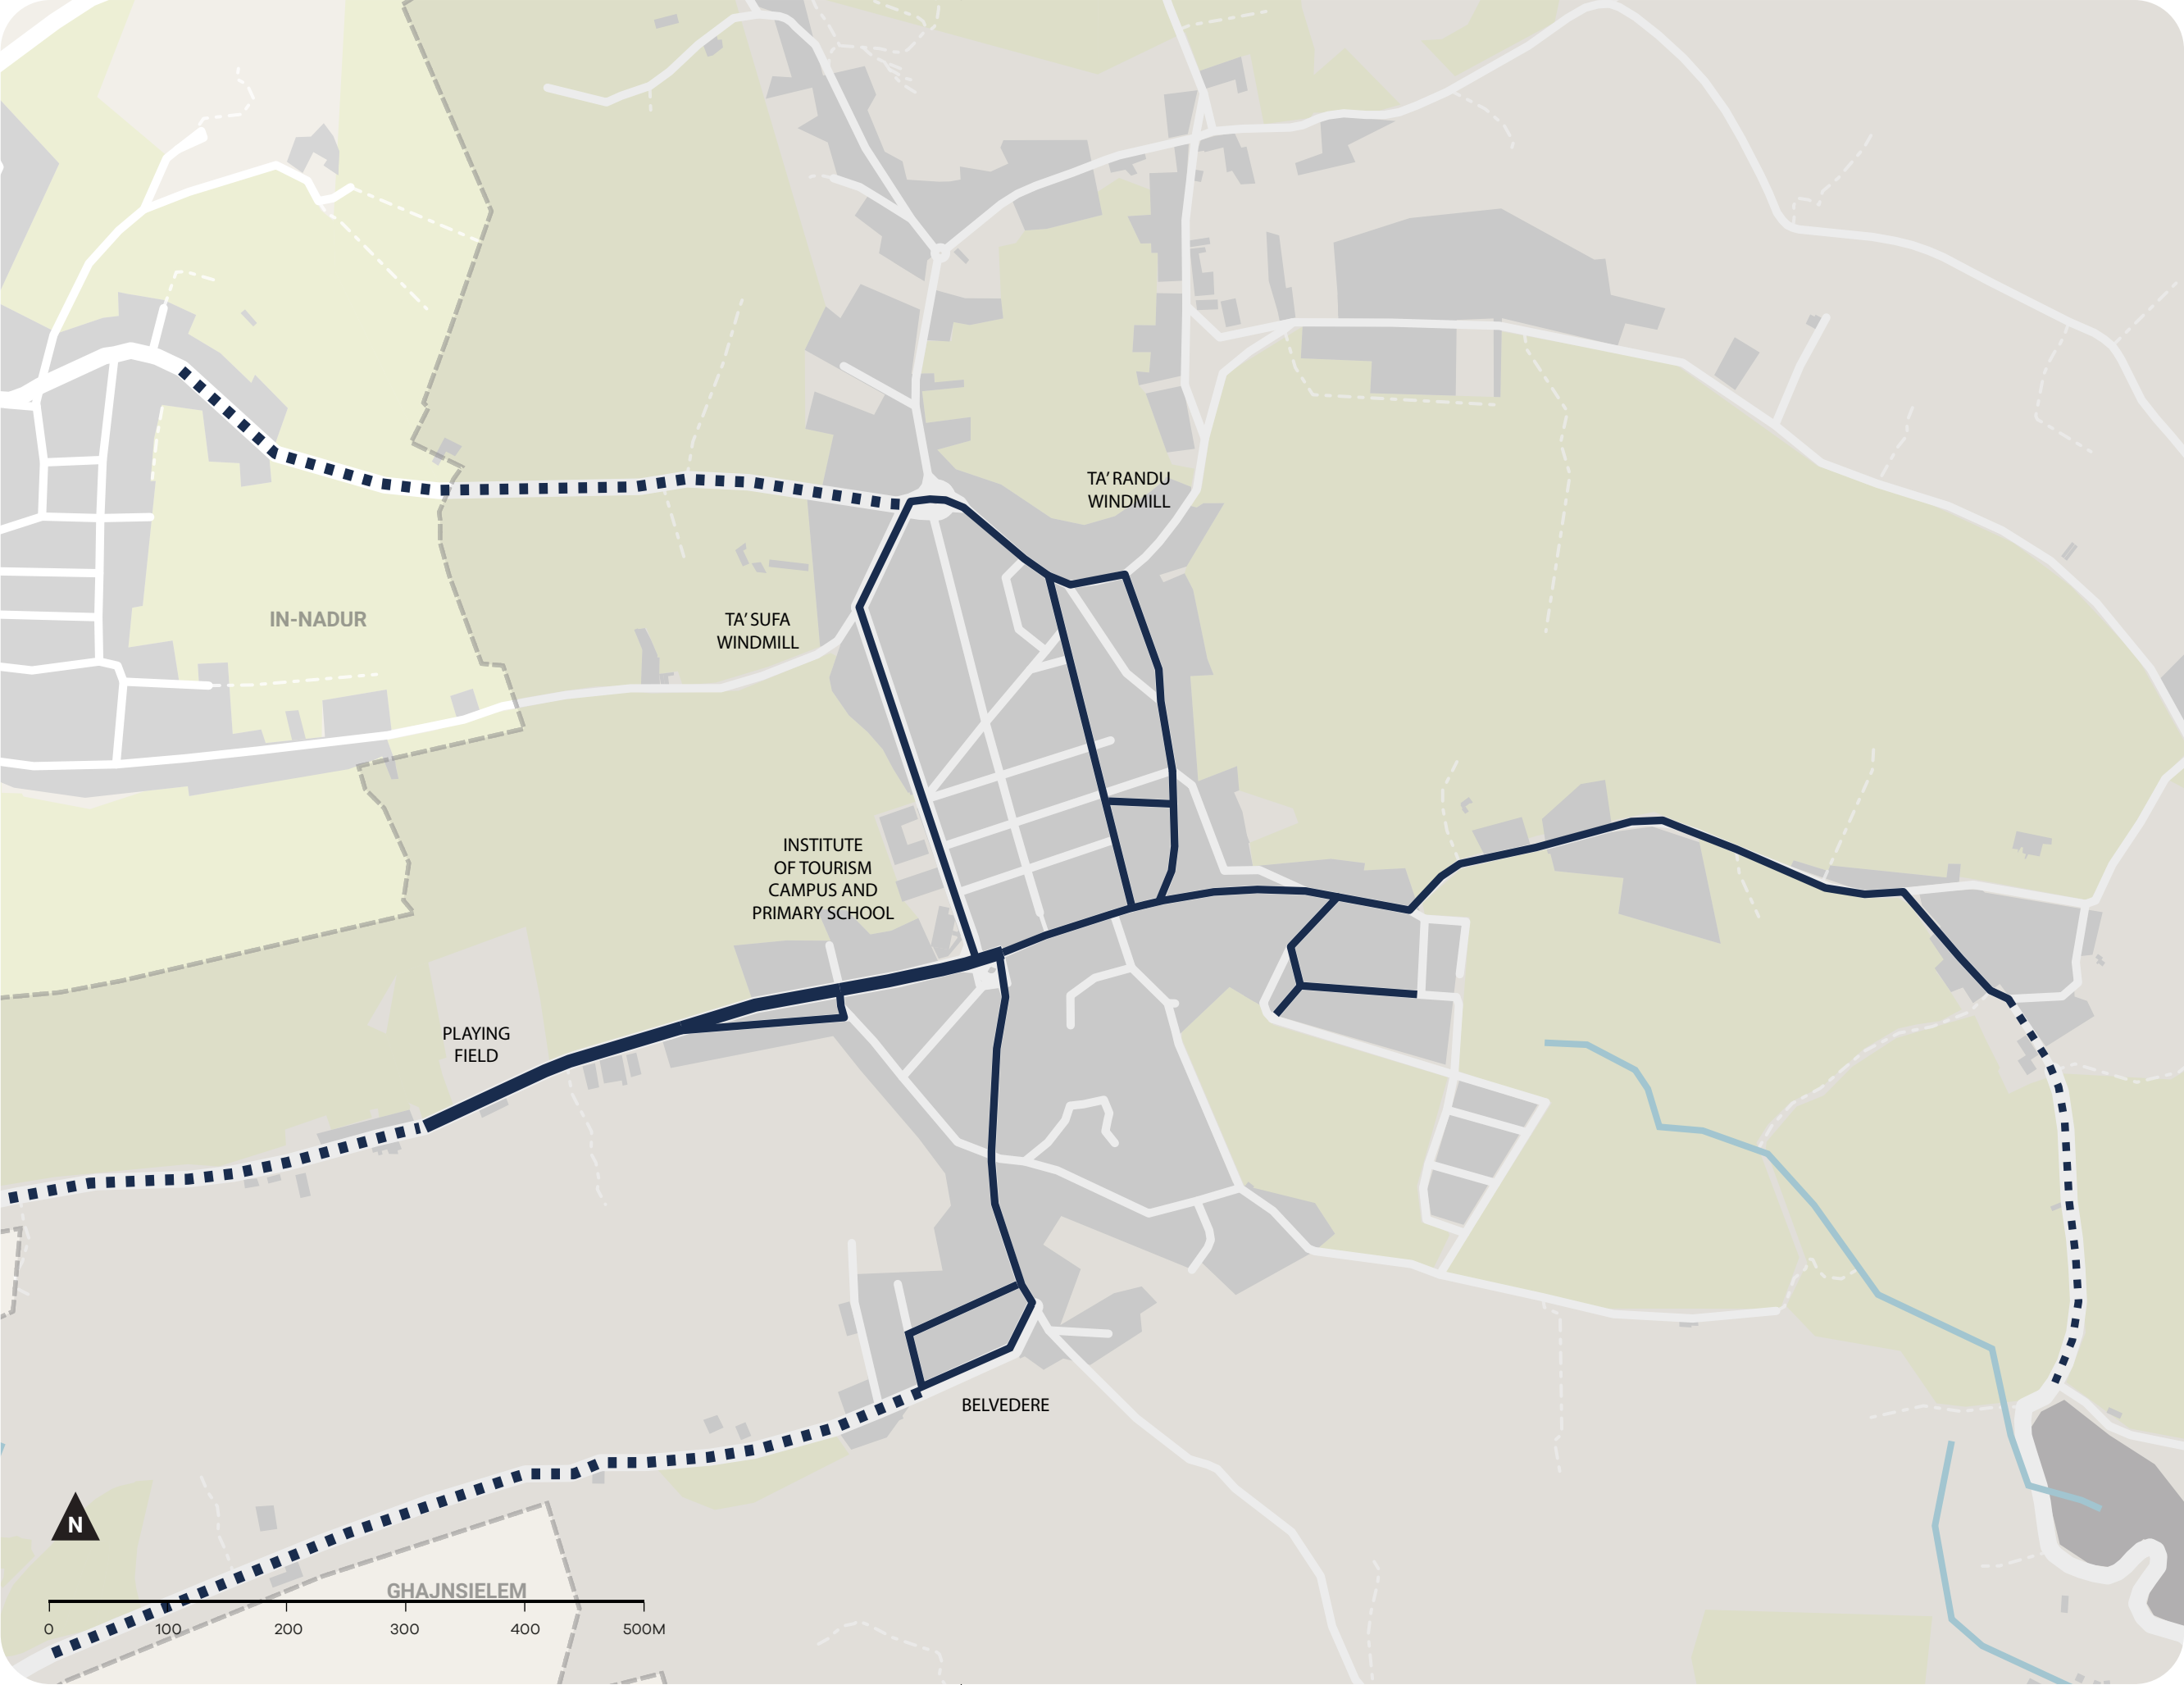 TA' RANDU
WINDMILL
IN-NADUR
TA' SUFA
WINDMILL
INSTITUTE
OF TOURISM
CAMPUS AND
PRIMARY SCHOOL
PLAYING
FIELD
BELVEDERE
N
GHAJNSIELEM
0 100 200 300 400 500M